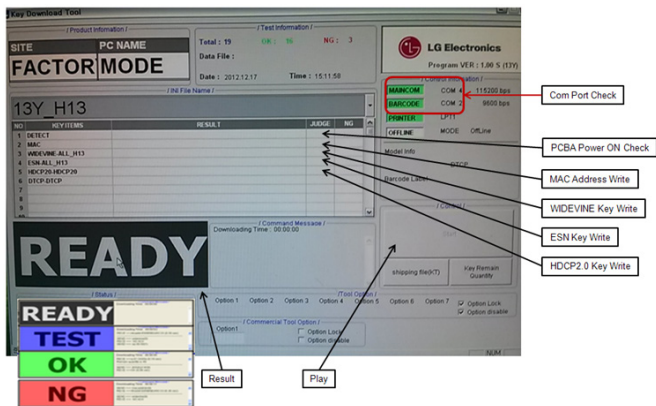 Key Download Tool
/ Product Information /
SITE PC NAME
FACTOR MODE
/ Test Information /
Total : 19 OK : 16 NG : 3
Data File :
Date : 2012.12.17 Time : 15:11:58
LG Electronics
Program VER : 1.00 S (13Y)
/ INI File Name /
13Y_H13
/ Control Information /
MAINCOM COM 4 115200 bps
BARCODE COM 2 9600 bps
PRINTER LPT1
OFFLINE MODE OffLine
NO KEY ITEMS RESULT JUDGE NG
1 DETECT
2 MAC
3 WIDEVINE-ALL_H13
4 ESN-ALL_H13
5 HDCP20-HDCP20
6 DTCP-DTCP
7
8
9
Model Info
DTCP
Barcode Label
READY
/ Command Message /
Downloading Time : 00:00:00
/ Control /
shipping file(KT)
Key Remain
Quantity
/ Status /
/Tool Option/
Option 1 Option 2 Option 3 Option 4 Option 5 Option 6 Option 7
Option Lock
Option disable
/ Commercial Tool Option /
Option1
Option Lock
Option disable
NUM
READY
TEST
OK
NG
Com Port Check
PCBA Power ON Check
MAC Address Write
WIDEVINE Key Write
ESN Key Write
HDCP2.0 Key Write
Result
Play